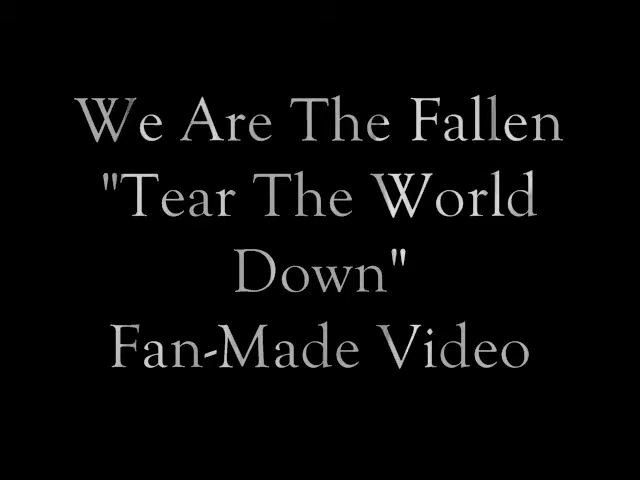 We Are The Fallen
"Tear The World
Down"
Fan-Made Video